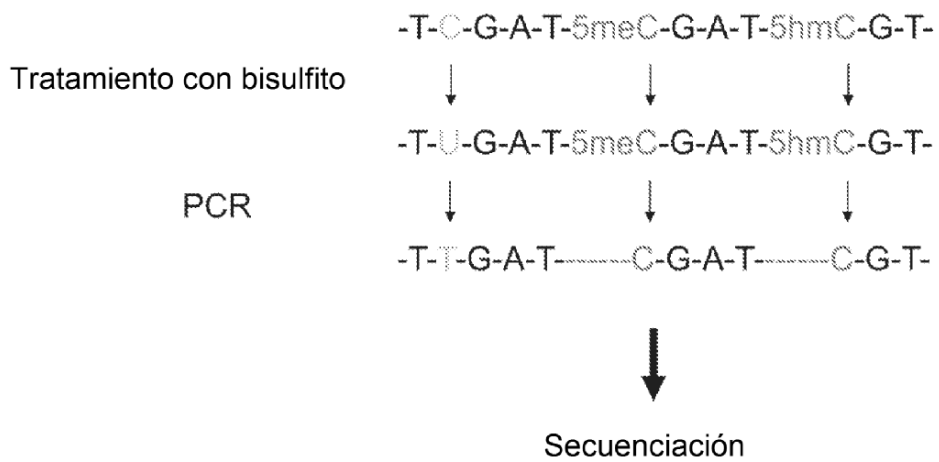 -T-C-G-A-T-5meC-G-A-T-5hmC-G-T-
Tratamiento con bisulfito
-T-U-G-A-T-5meC-G-A-T-5hmC-G-T-
PCR
-T-T-G-A-T-——C-G-A-T-——C-G-T-
Secuenciación